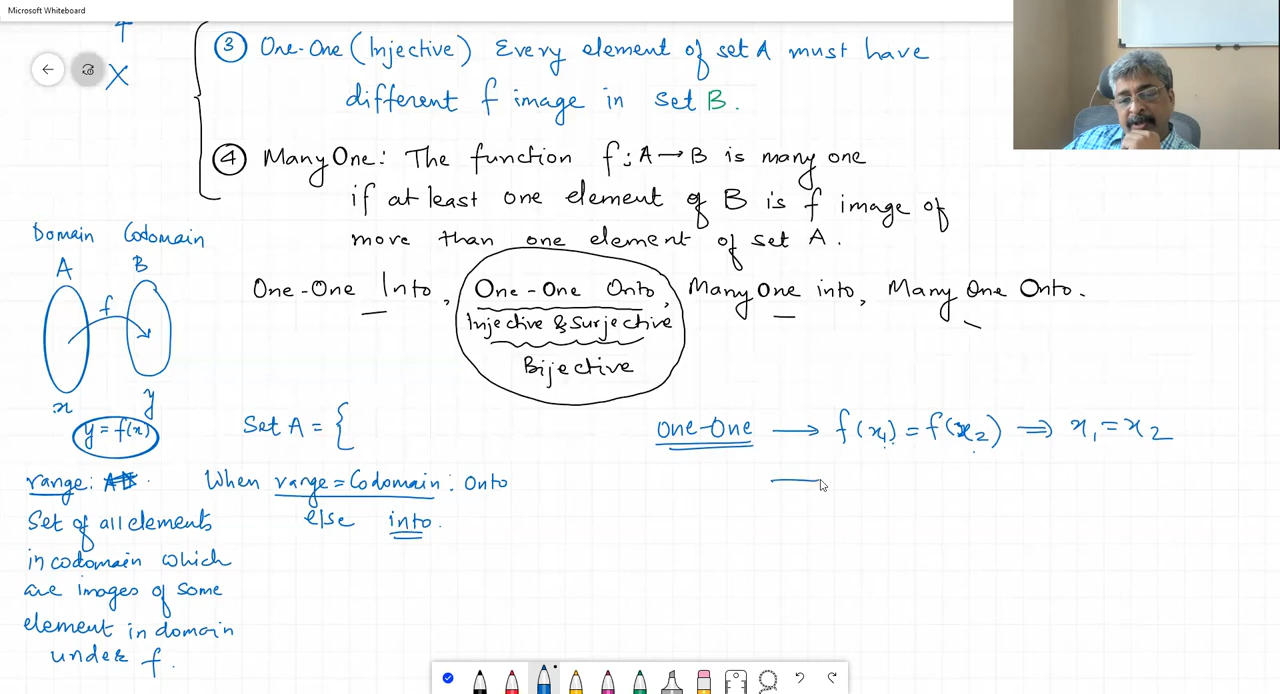 Microsoft Whiteboard
X
③ One-One (Injective) Every element of set A must have
different f image in set B.
④ Many One: The function f: A → B is many one
if at least one element of B is f image of
more than one element of set A.
Domain Codomain
A B
f
x y
y = f(x)
One-One Into, One-One Onto, Many One into, Many One Onto.
Injective & Surjective
Bijective
Set A = {
One-One → f(x₁) = f(x₂) ⇒ x₁ = x₂
range:
Set of all elements
in codomain which
are images of some
element in domain
under f.
When range = Codomain: Onto
else into.